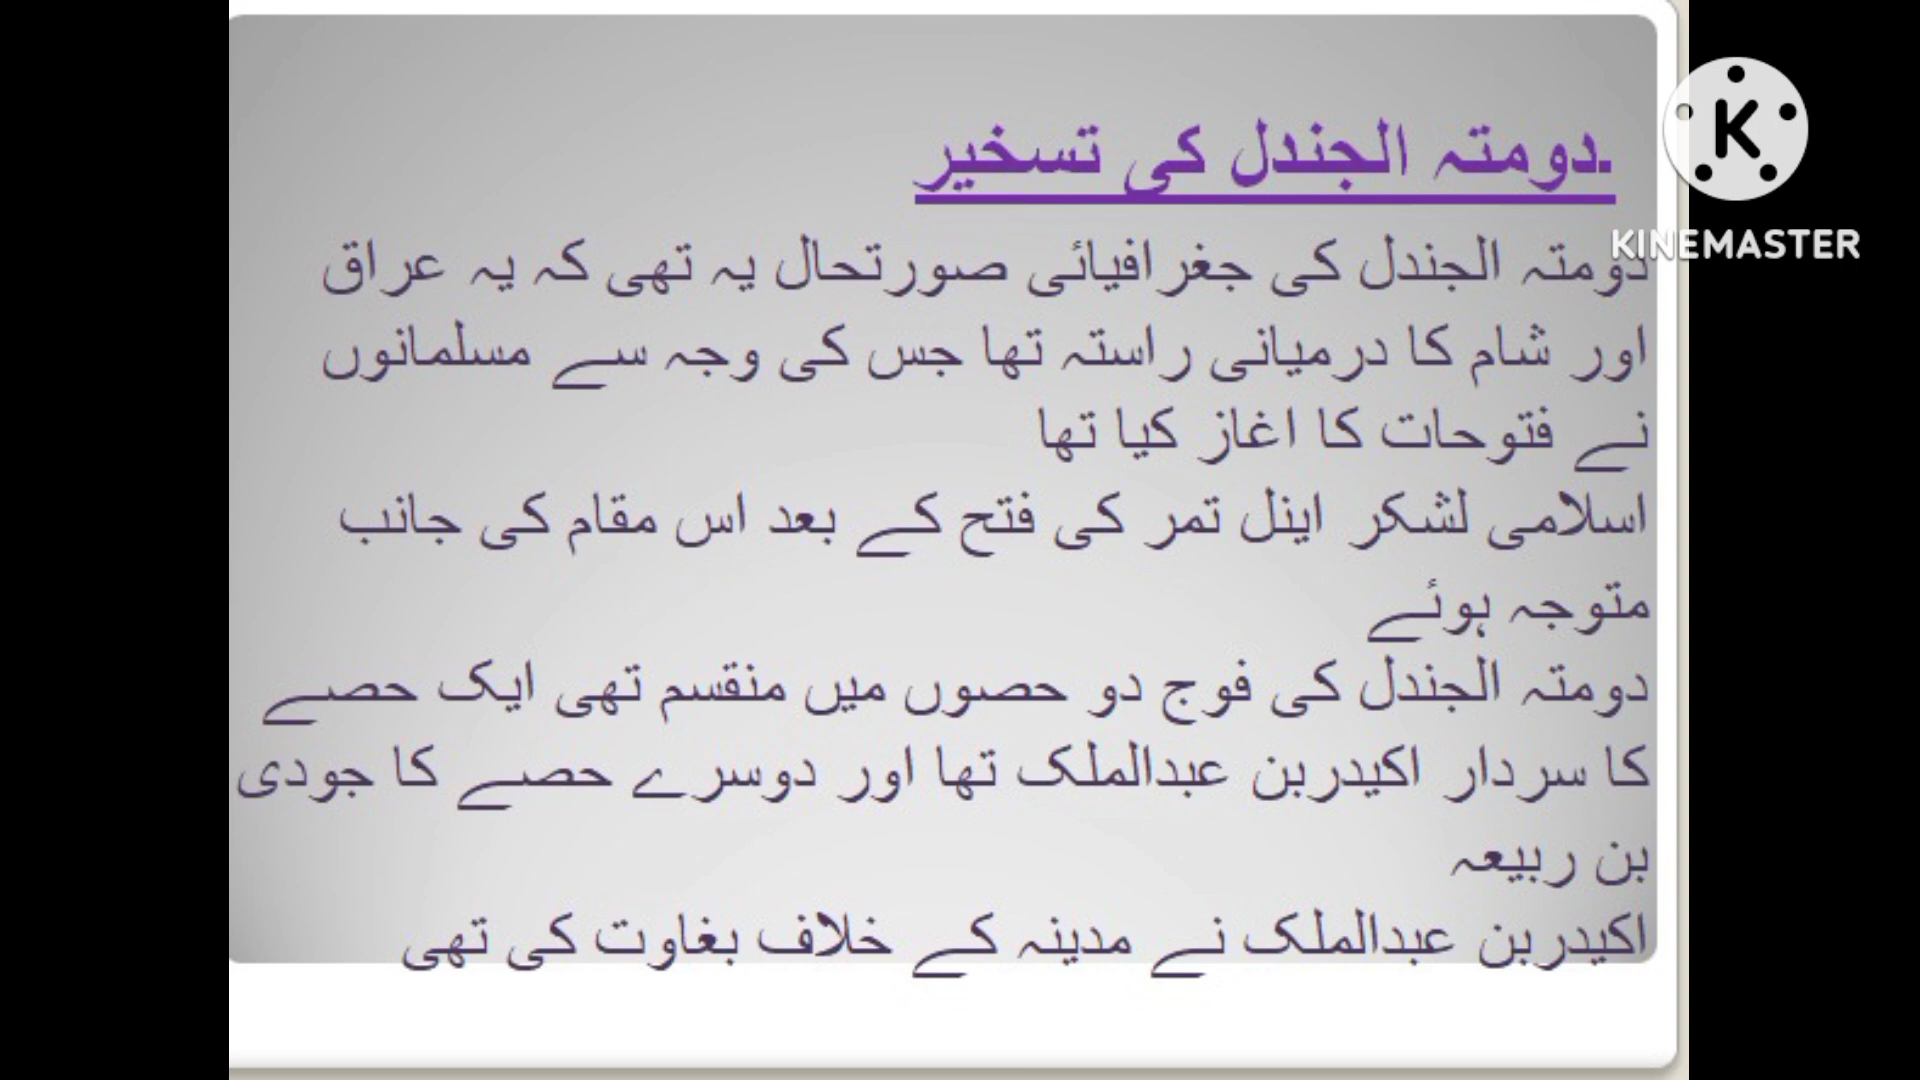 .دومتہ الجندل کی تسخیر
KINEMASTER
دومتہ الجندل کی جغرافیائی صورتحال یہ تھی کہ یہ عراق
اور شام کا درمیانی راستہ تھا جس کی وجہ سے مسلمانوں
نے فتوحات کا اغاز کیا تھا
اسلامی لشکر اینل تمر کی فتح کے بعد اس مقام کی جانب
متوجہ ہوئے
دومتہ الجندل کی فوج دو حصوں میں منقسم تھی ایک حصے
کا سردار اکیدربن عبدالملک تھا اور دوسرے حصے کا جودی
بن ربیعہ
اکیدربن عبدالملک نے مدینہ کے خلاف بغاوت کی تھی